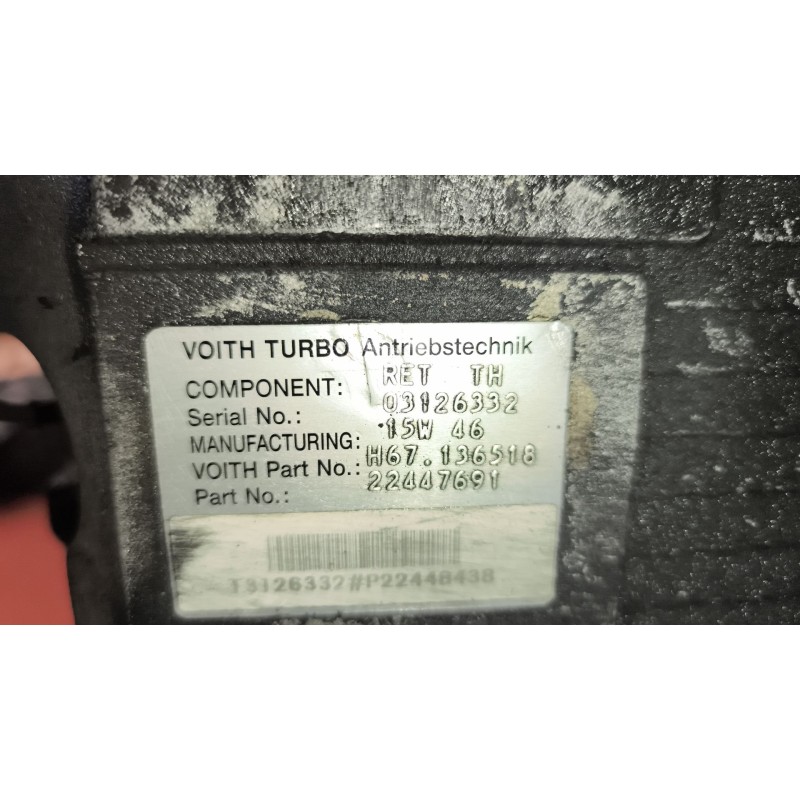 VOITH TURBO Antriebstechnik
COMPONENT: RET TH
Serial No.: 03126332
MANUFACTURING: 15W 46
VOITH Part No.: H67.136518
Part No.: 22447691
T3126332#P22448438